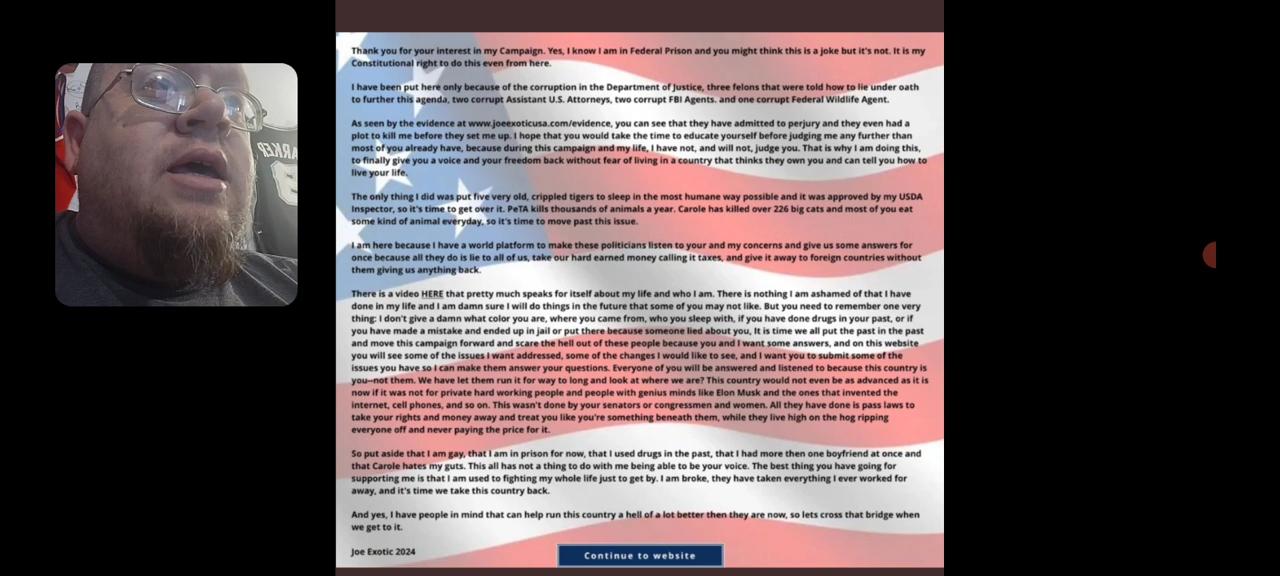 Thank you for your interest in my Campaign. Yes, I know I am in Federal Prison and you might think this is a joke but it's not. It is my
Constitutional right to do this even from here.
I have been put here only because of the corruption in the Department of Justice, three felons that were told how to lie under oath
to further this agenda, two corrupt Assistant U.S. Attorneys, two corrupt FBI Agents. and one corrupt Federal Wildlife Agent.
As seen by the evidence at www.joeexoticusa.com/evidence, you can see that they have admitted to perjury and they even had a
plot to kill me before they set me up. I hope that you would take the time to educate yourself before judging me any further than
most of you already have, because during this campaign and my life, I have not, and will not, judge you. That is why I am doing this,
to finally give you a voice and your freedom back without fear of living in a country that thinks they own you and can tell you how to
live your life.
The only thing I did was put five very old, crippled tigers to sleep in the most humane way possible and it was approved by my USDA
Inspector, so it's time to get over it. PeTA kills thousands of animals a year. Carole has killed over 226 big cats and most of you eat
some kind of animal everyday, so it's time to move past this issue.
I am here because I have a world platform to make these politicians listen to your and my concerns and give us some answers for
once because all they do is lie to all of us, take our hard earned money calling it taxes, and give it away to foreign countries without
them giving us anything back.
There is a video HERE that pretty much speaks for itself about my life and who I am. There is nothing I am ashamed of that I have
done in my life and I am damn sure I will do things in the future that some of you may not like. But you need to remember one very
thing: I don't give a damn what color you are, where you came from, who you sleep with, if you have done drugs in your past, or if
you have made a mistake and ended up in jail or put there because someone lied about you, It is time we all put the past in the past
and move this campaign forward and scare the hell out of these people because you and I want some answers, and on this website
you will see some of the issues I want addressed, some of the changes I would like to see, and I want you to submit some of the
issues you have so I can make them answer your questions. Everyone of you will be answered and listened to because this country is
you--not them. We have let them run it for way to long and look at where we are? This country would not even be as advanced as it is
now if it was not for private hard working people and people with genius minds like Elon Musk and the ones that invented the
internet, cell phones, and so on. This wasn't done by your senators or congressmen and women. All they have done is pass laws to
take your rights and money away and treat you like you're something beneath them, while they live high on the hog ripping
everyone off and never paying the price for it.
So put aside that I am gay, that I am in prison for now, that I used drugs in the past, that I had more then one boyfriend at once and
that Carole hates my guts. This all has not a thing to do with me being able to be your voice. The best thing you have going for
supporting me is that I am used to fighting my whole life just to get by. I am broke, they have taken everything I ever worked for
away, and it's time we take this country back.
And yes, I have people in mind that can help run this country a hell of a lot better then they are now, so lets cross that bridge when
we get to it.
Joe Exotic 2024
Continue to website